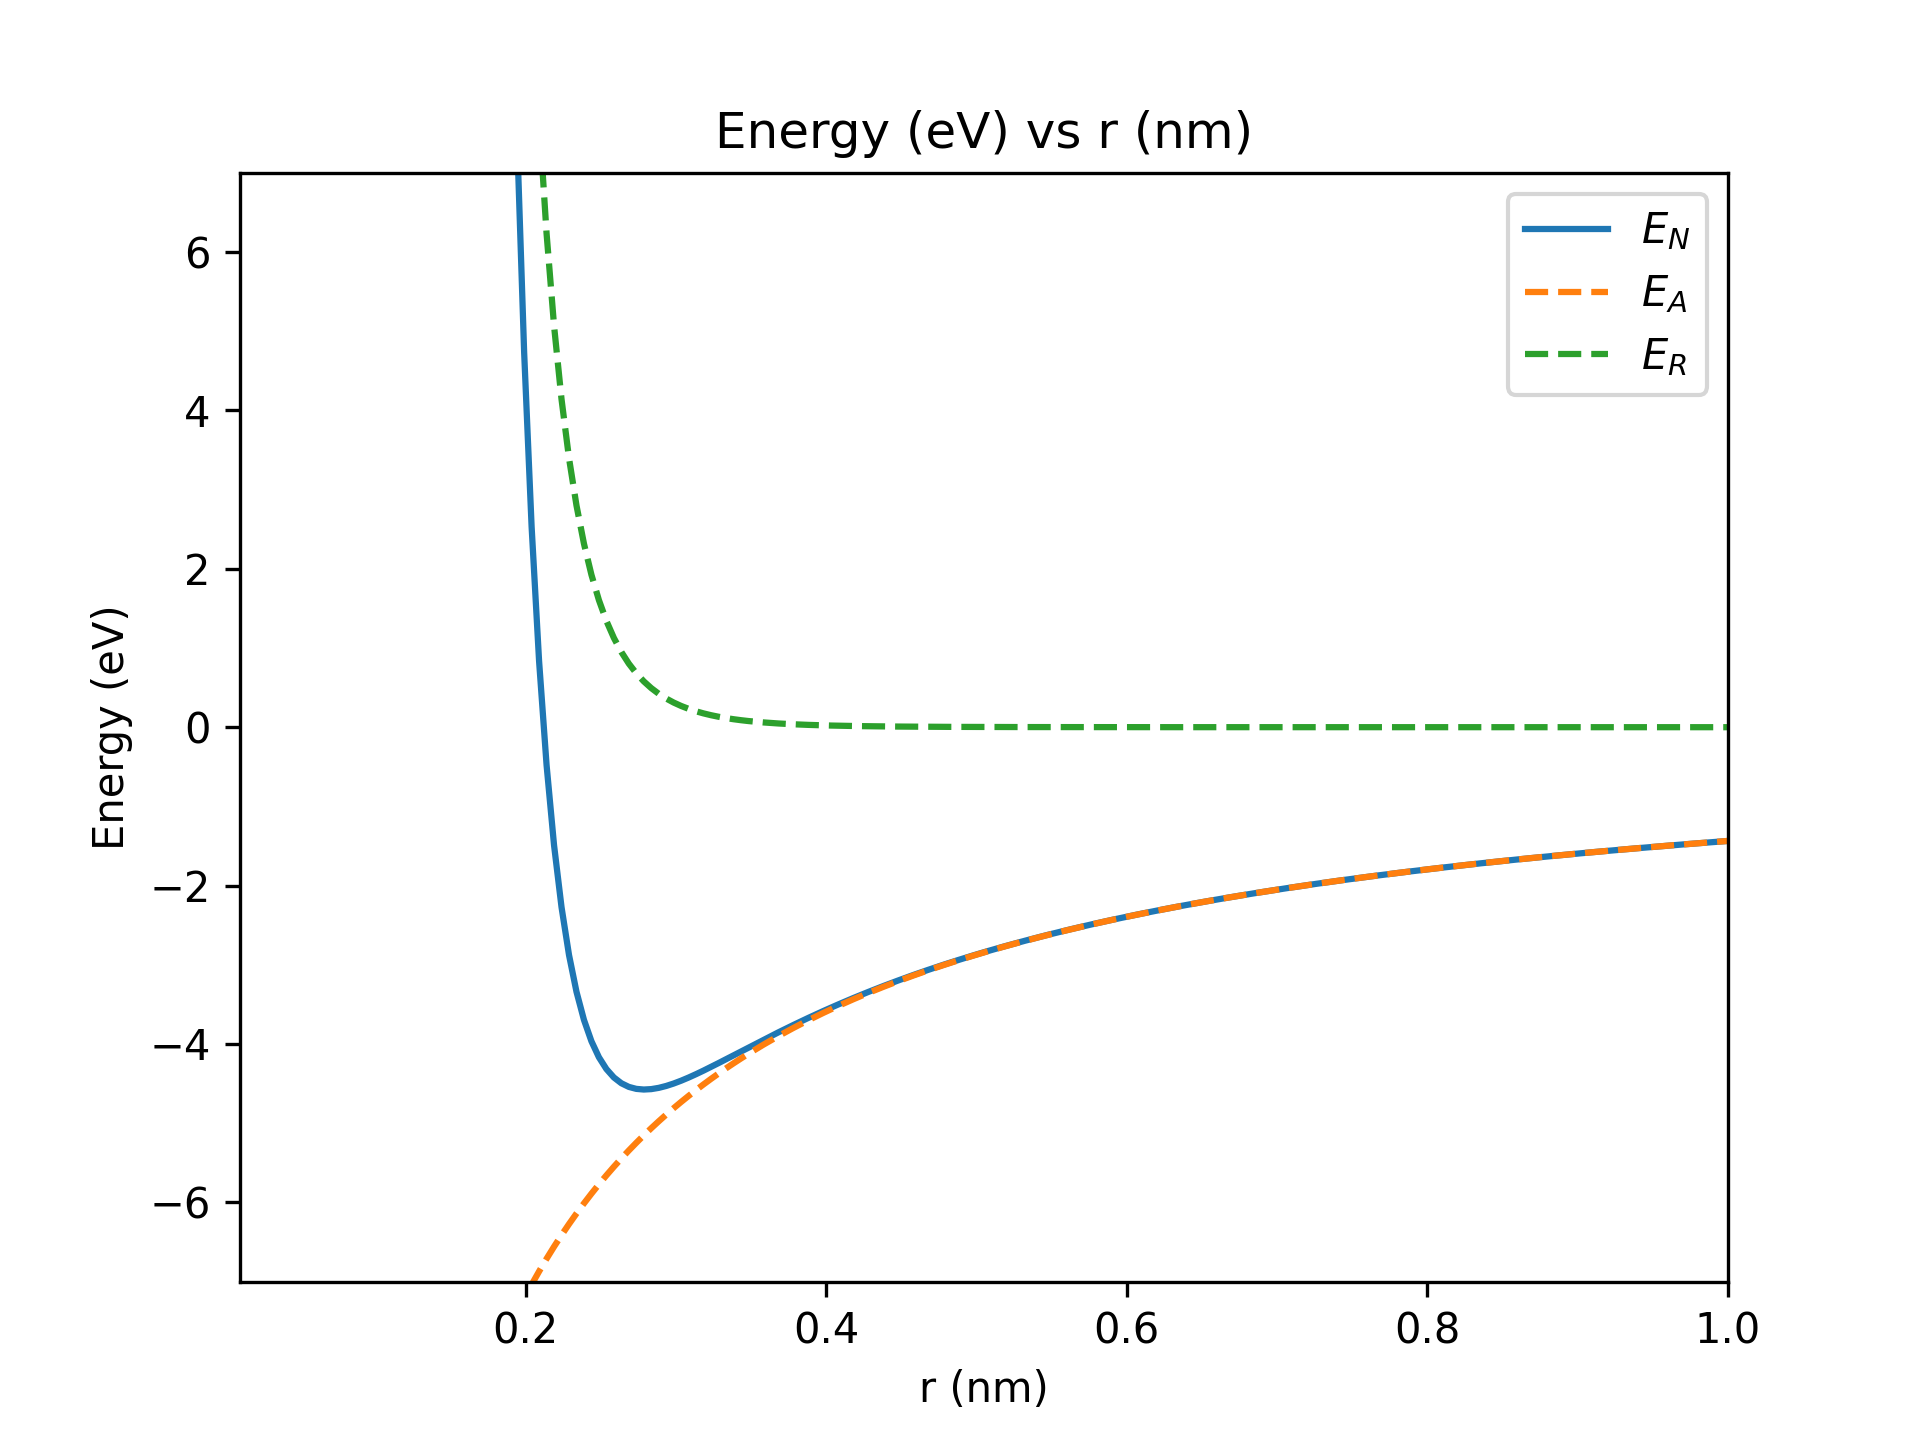 Energy (eV) vs r (nm)
E_N
E_A
E_R
6
4
2
0
−2
−4
−6
Energy (eV)
0.2 0.4 0.6 0.8 1.0
r (nm)